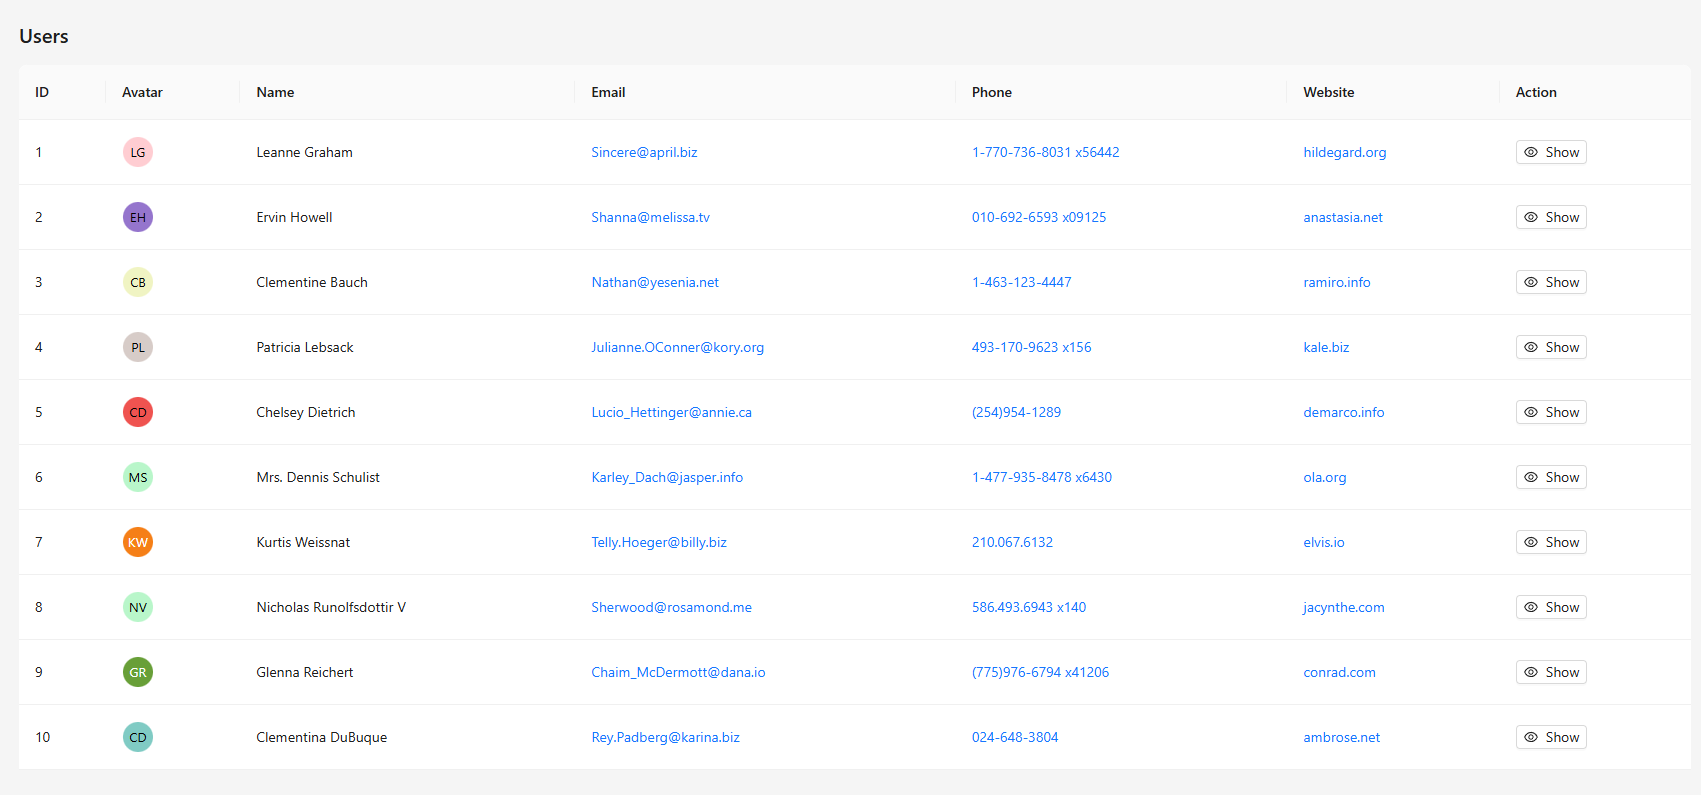 Users
ID Avatar Name Email Phone Website Action
1 LG Leanne Graham Sincere@april.biz 1-770-736-8031 x56442 hildegard.org Show
2 EH Ervin Howell Shanna@melissa.tv 010-692-6593 x09125 anastasia.net Show
3 CB Clementine Bauch Nathan@yesenia.net 1-463-123-4447 ramiro.info Show
4 PL Patricia Lebsack Julianne.OConner@kory.org 493-170-9623 x156 kale.biz Show
5 CD Chelsey Dietrich Lucio_Hettinger@annie.ca (254)954-1289 demarco.info Show
6 MS Mrs. Dennis Schulist Karley_Dach@jasper.info 1-477-935-8478 x6430 ola.org Show
7 KW Kurtis Weissnat Telly.Hoeger@billy.biz 210.067.6132 elvis.io Show
8 NV Nicholas Runolfsdottir V Sherwood@rosamond.me 586.493.6943 x140 jacynthe.com Show
9 GR Glenna Reichert Chaim_McDermott@dana.io (775)976-6794 x41206 conrad.com Show
10 CD Clementina DuBuque Rey.Padberg@karina.biz 024-648-3804 ambrose.net Show